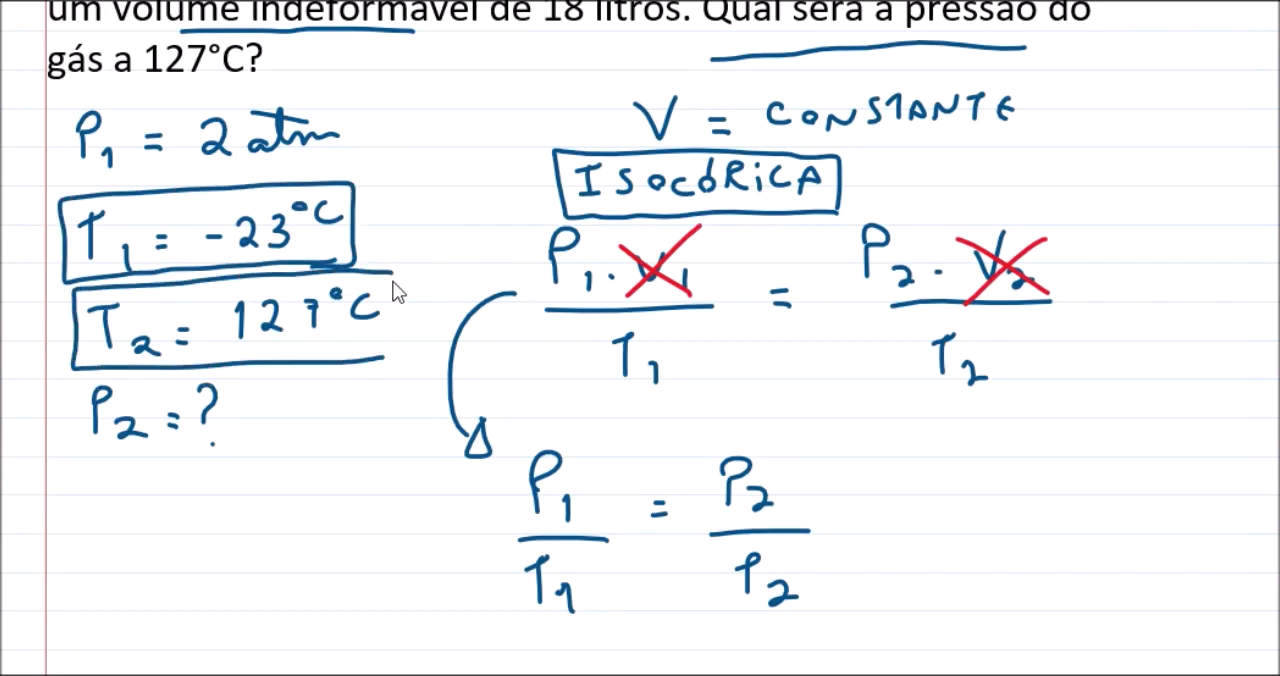 um volume indeformável de 18 litros. Qual será a pressão do
gás a 127°C?
P₁ = 2 atm
V = CONSTANTE
ISOCÓRiCA
T₁ = -23°C
P₁ . V₁ = P₂ . V₂
T₁ T₂
T₂ = 127°C
P₂ = ?
P₁ = P₂
T₁ T₂